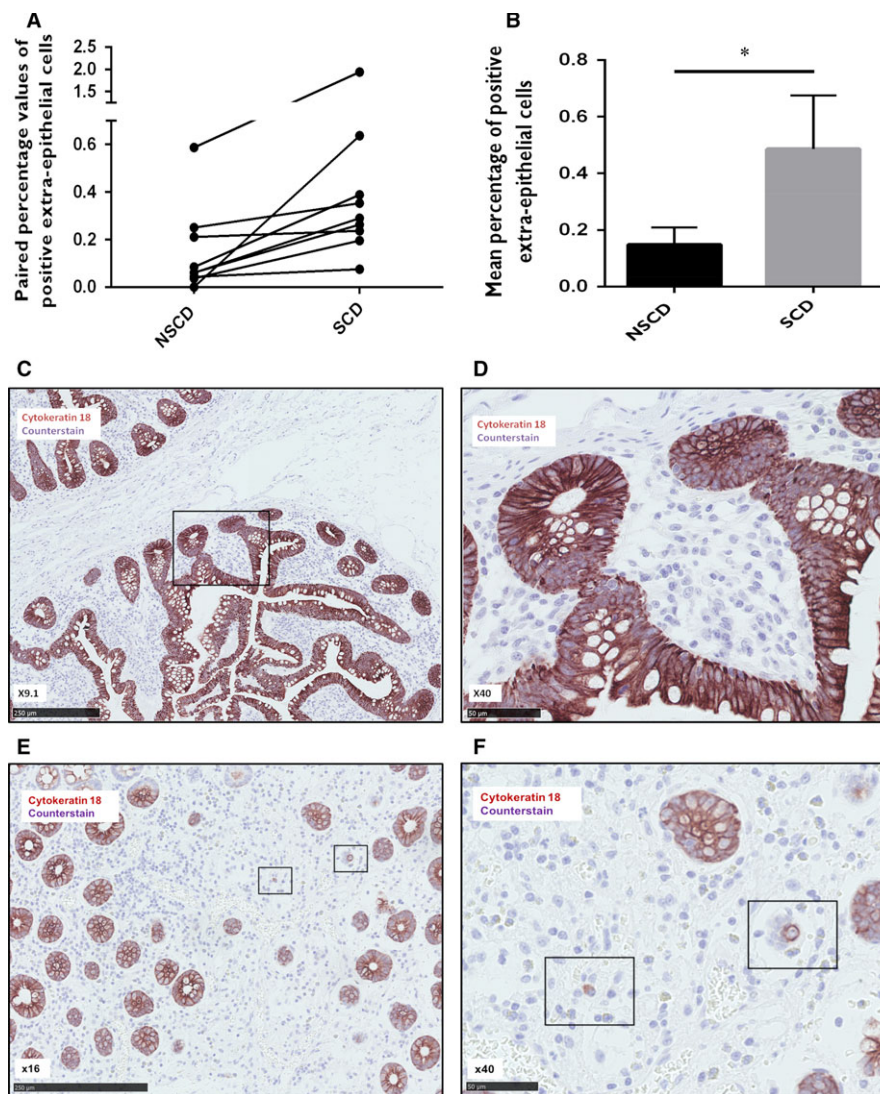 A
Paired percentage values of
positive extra-epithelial cells
2.5
2.0
1.5
0.6
0.4
0.2
0.0
NSCD
SCD
B
Mean percentage of positive
extra-epithelial cells
0.8
0.6
0.4
0.2
0.0
*
NSCD
SCD
C
Cytokeratin 18
Counterstain
X9.1
250 µm
D
Cytokeratin 18
Counterstain
X40
50 µm
E
Cytokeratin 18
Counterstain
x16
250 µm
F
Cytokeratin 18
Counterstain
x40
50 µm